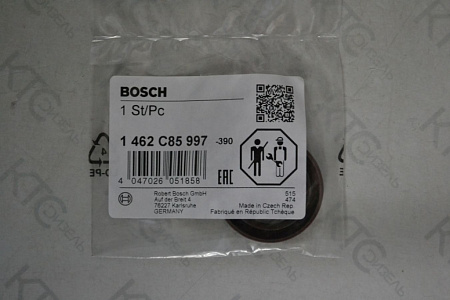 BOSCH
1 St/Pc
1 462 C85 997 -390
4 047026 051858
EAC
Robert Bosch GmbH
Auf der Breit 4
76227 Karlsruhe
GERMANY
515
474
Made in Czech Rep.
Fabriqué en République Tchèque